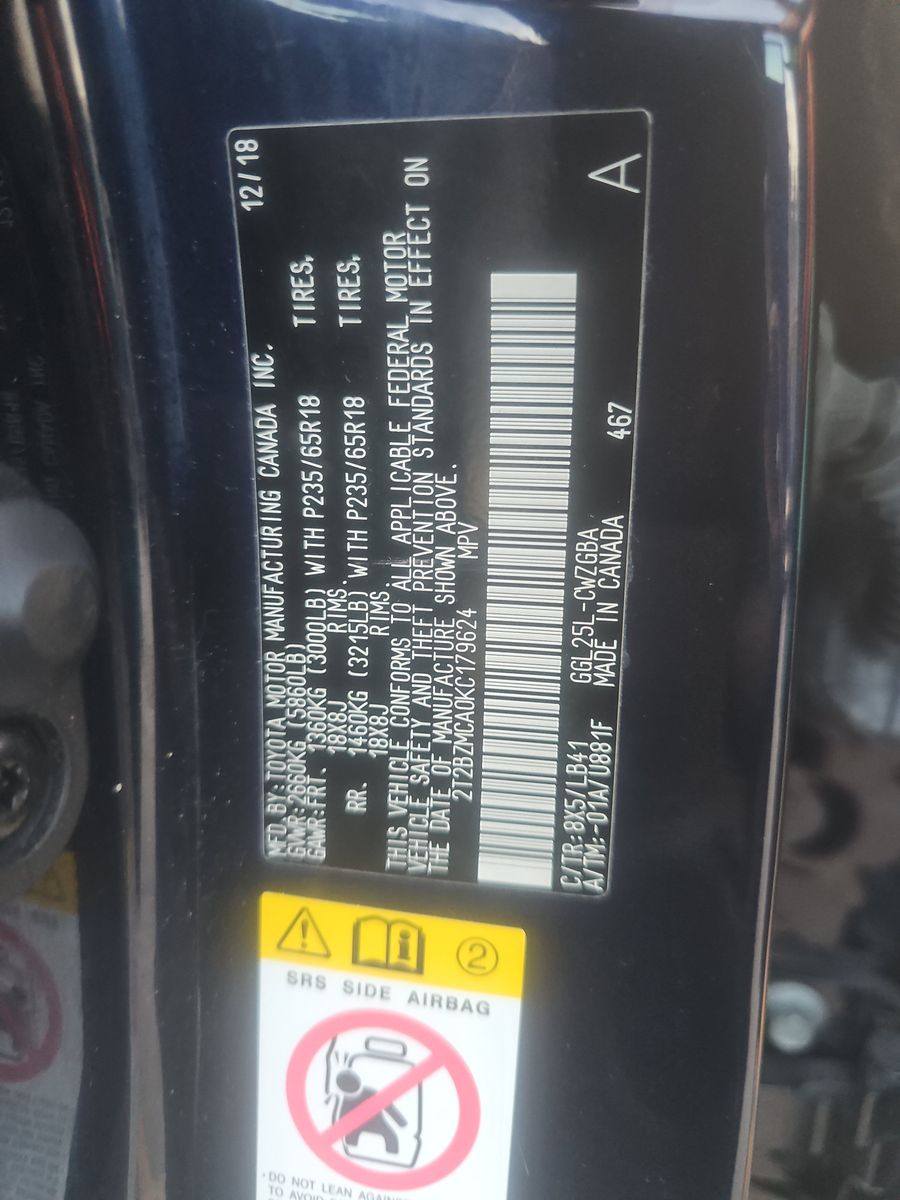 MFD.BY:TOYOTA MOTOR MANUFACTURING CANADA INC. 12/18
GVWR:2660KG (5860LB)
GAWR:FRT. 1360KG (3000LB) WITH P235/65R18 TIRES,
18X8J RIMS.
RR. 1460KG (3215LB) WITH P235/65R18 TIRES,
18X8J RIMS.
THIS VEHICLE CONFORMS TO ALL APPLICABLE FEDERAL MOTOR
VEHICLE SAFETY AND THEFT PREVENTION STANDARDS IN EFFECT ON
THE DATE OF MANUFACTURE SHOWN ABOVE.
2T2BZMCA0KC179624 MPV
C/TR:8X5/LB41 GGL25L-CWZGBA
A/TM:-01A/U881F MADE IN CANADA 467 A
2
SRS SIDE AIRBAG
·DO NOT LEAN AGAINS
TO AVOID